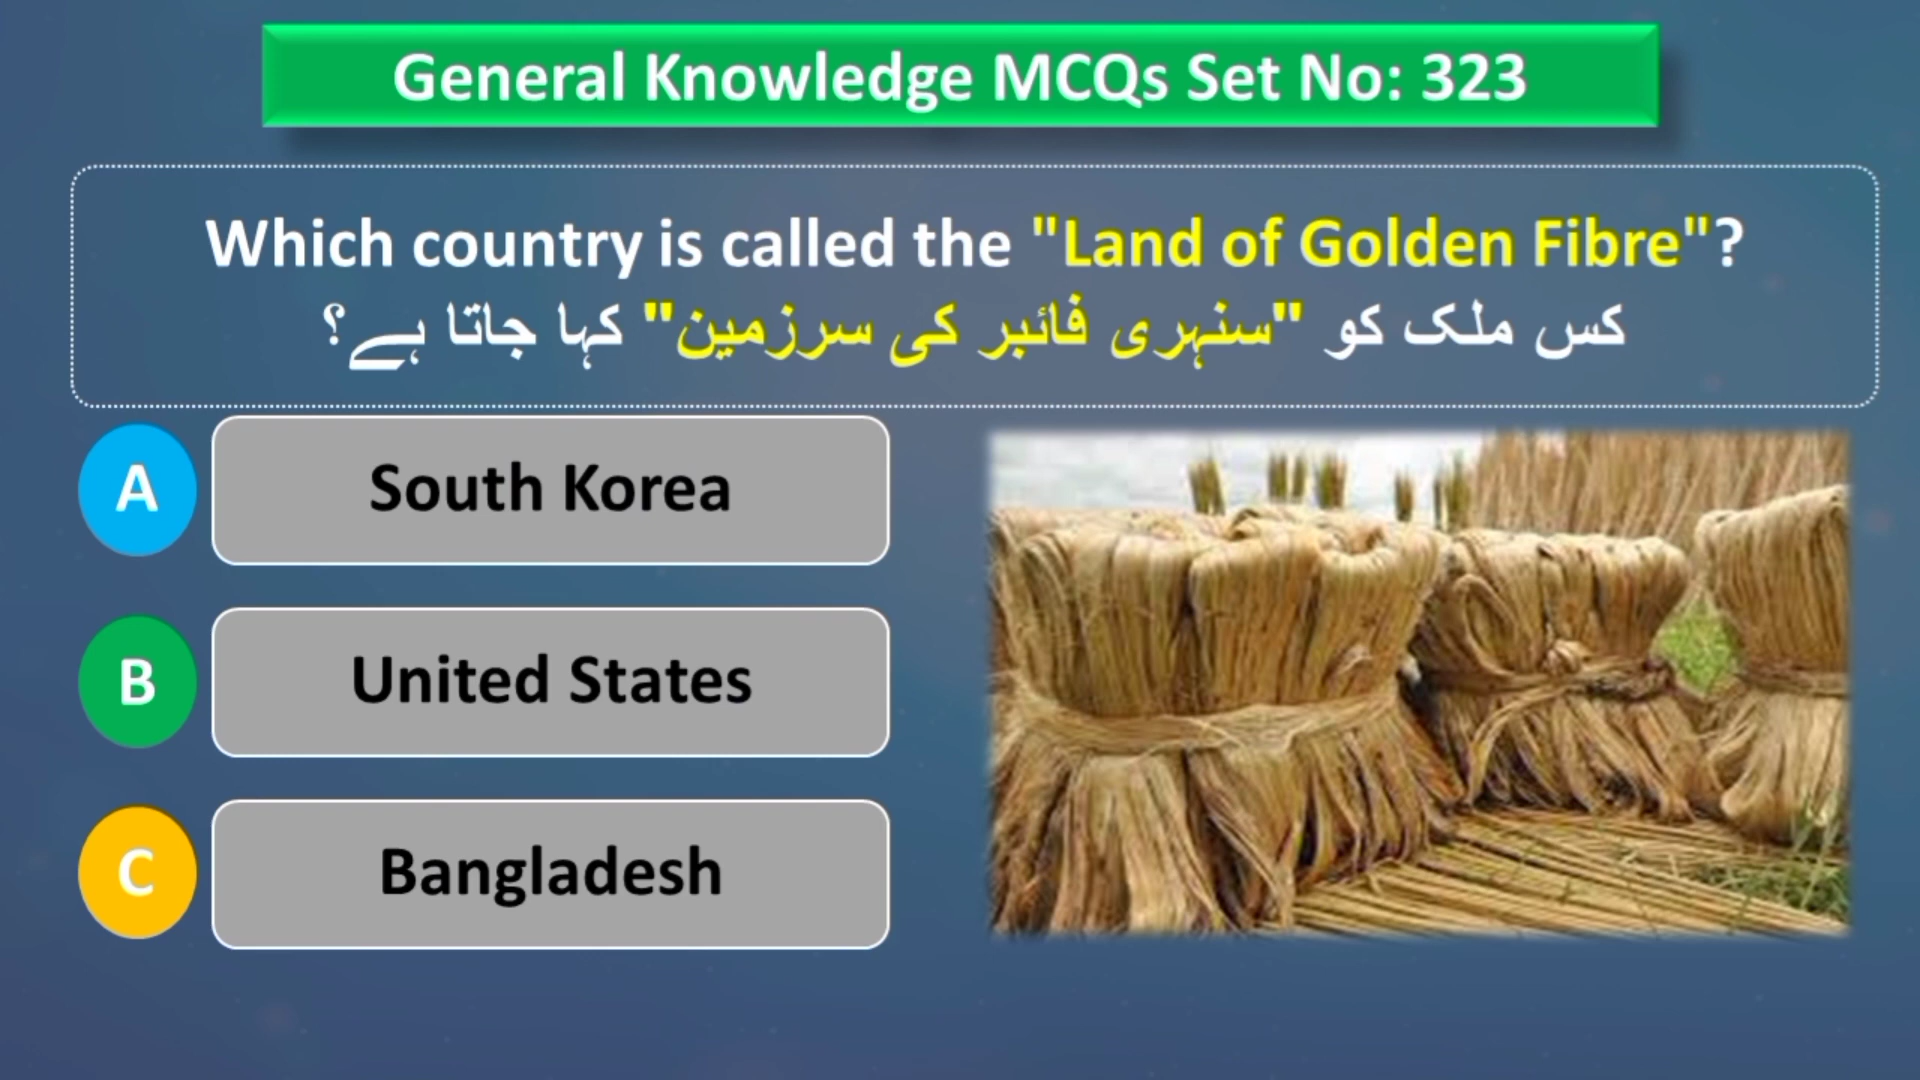 General Knowledge MCQs Set No: 323
Which country is called the "Land of Golden Fibre"?
کس ملک کو "سنہری فائبر کی سرزمین" کہا جاتا ہے؟
A
South Korea
B
United States
C
Bangladesh